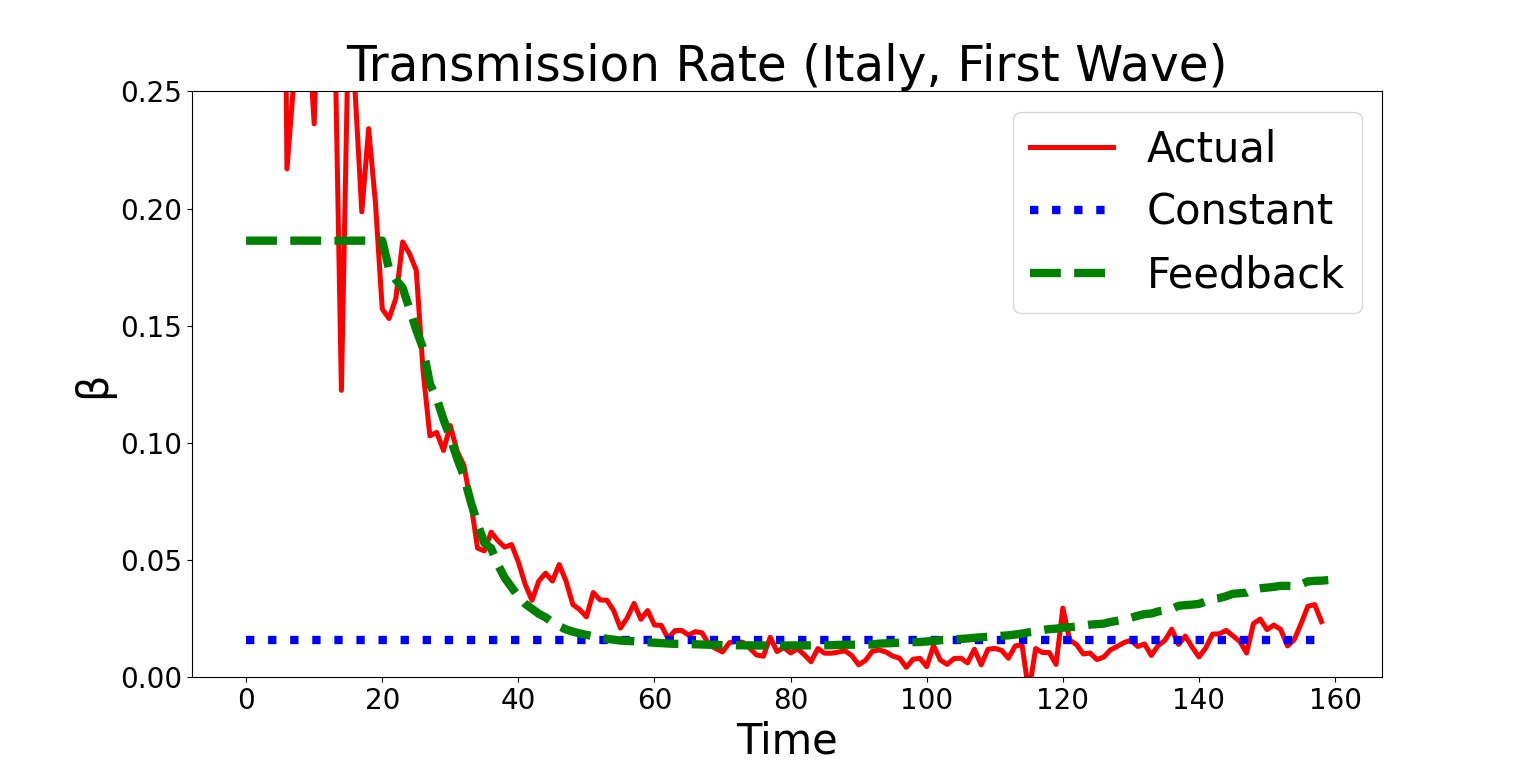 Transmission Rate (Italy, First Wave)
0.25
0.20
0.15
0.10
0.05
0.00
β
Actual
Constant
Feedback
0 20 40 60 80 100 120 140 160
Time